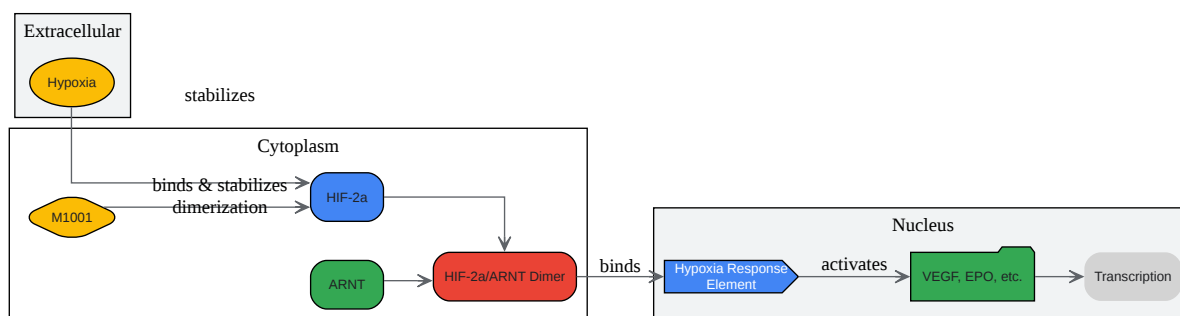 Extracellular
Hypoxia
stabilizes
Cytoplasm
binds & stabilizes
dimerization
HIF-2a
M1001
Nucleus
ARNT
HIF-2a/ARNT Dimer
binds
Hypoxia Response
Element
activates
VEGF, EPO, etc.
Transcription